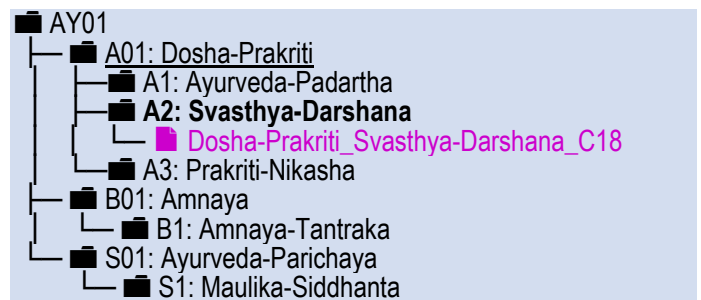 AY01
A01: Dosha-Prakriti
A1: Ayurveda-Padartha
A2: Svasthya-Darshana
Dosha-Prakriti_Svasthya-Darshana_C18
A3: Prakriti-Nikasha
B01: Amnaya
B1: Amnaya-Tantraka
S01: Ayurveda-Parichaya
S1: Maulika-Siddhanta